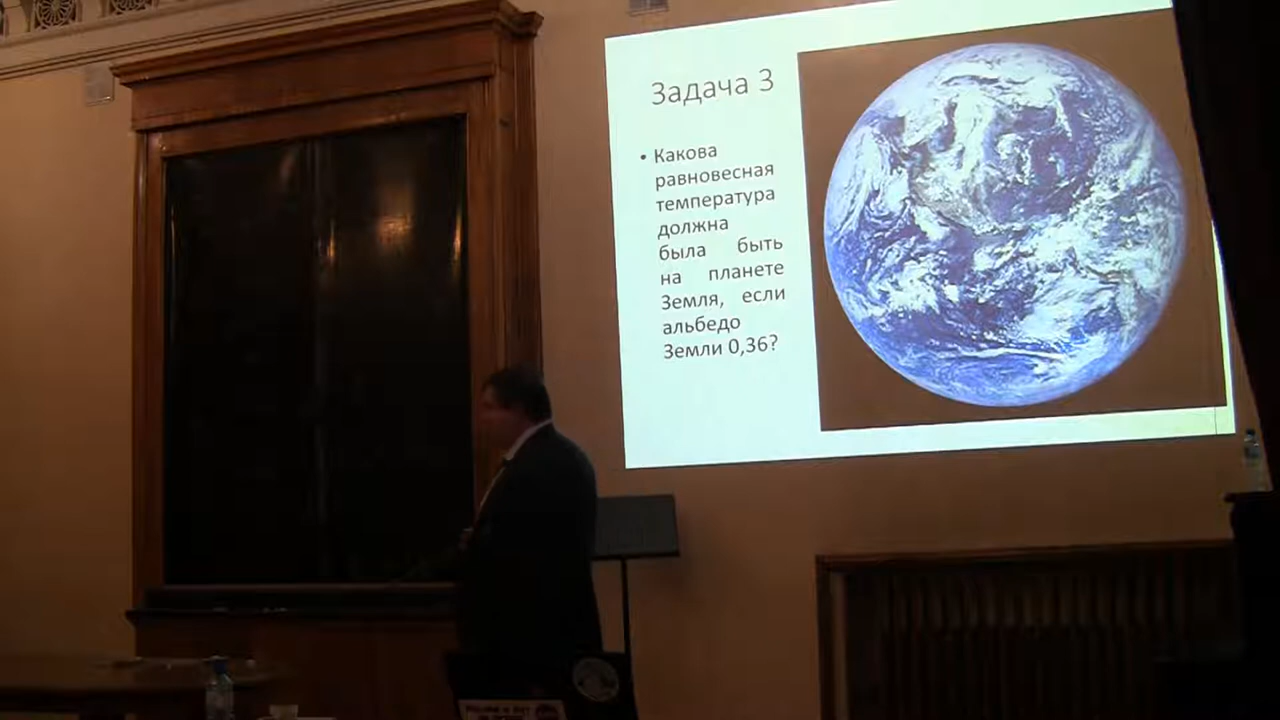 Задача 3
• Какова
равновесная
температура
должна
была быть
на планете
Земля, если
альбедо
Земли 0,36?